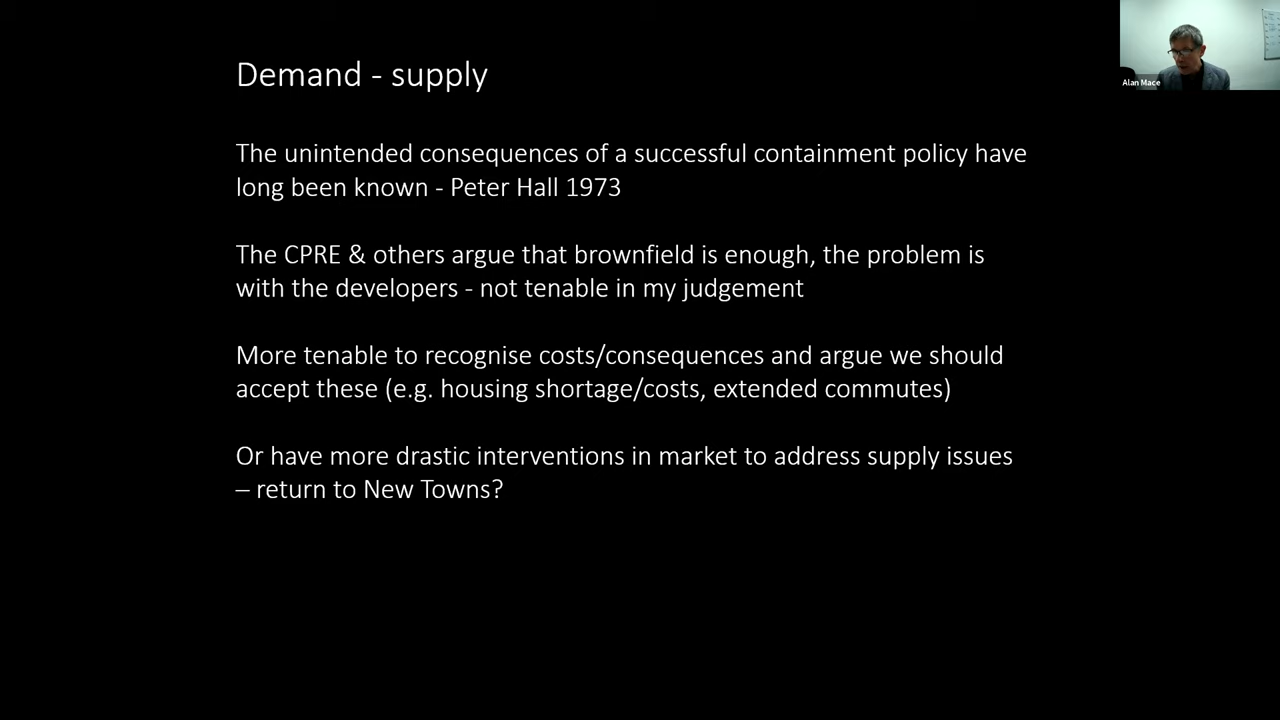 Demand - supply
The unintended consequences of a successful containment policy have
long been known - Peter Hall 1973
The CPRE & others argue that brownfield is enough, the problem is
with the developers - not tenable in my judgement
More tenable to recognise costs/consequences and argue we should
accept these (e.g. housing shortage/costs, extended commutes)
Or have more drastic interventions in market to address supply issues
– return to New Towns?
Alan Mace